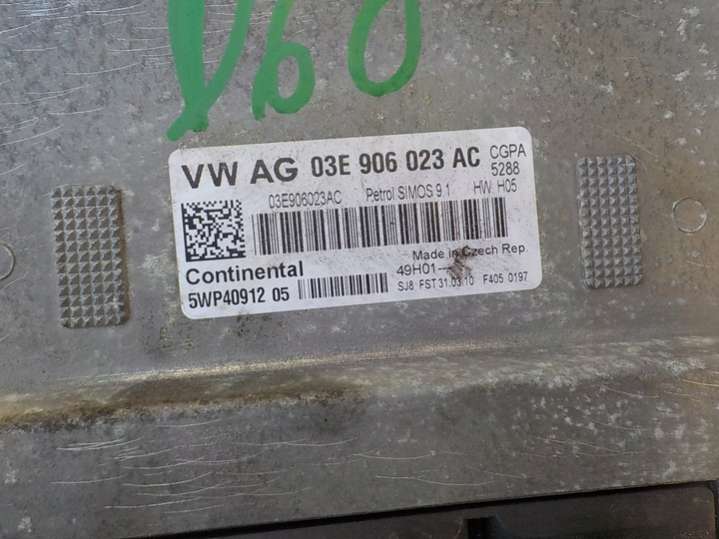 VW AG 03E 906 023 AC CGPA
5288
03E906023AC Petrol SiMOS 9.1 HW: H05
Made in Czech Rep.
Continental 49H01
5WP40912 05 SJ8 FST 31.03.10 F405 0197